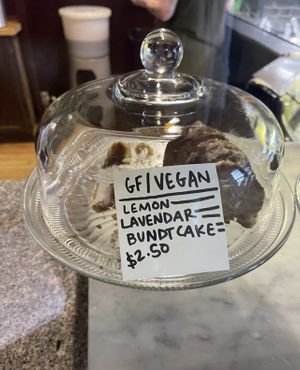 GF/VEGAN
LEMON
LAVENDAR
BUNDT CAKE
$2.50